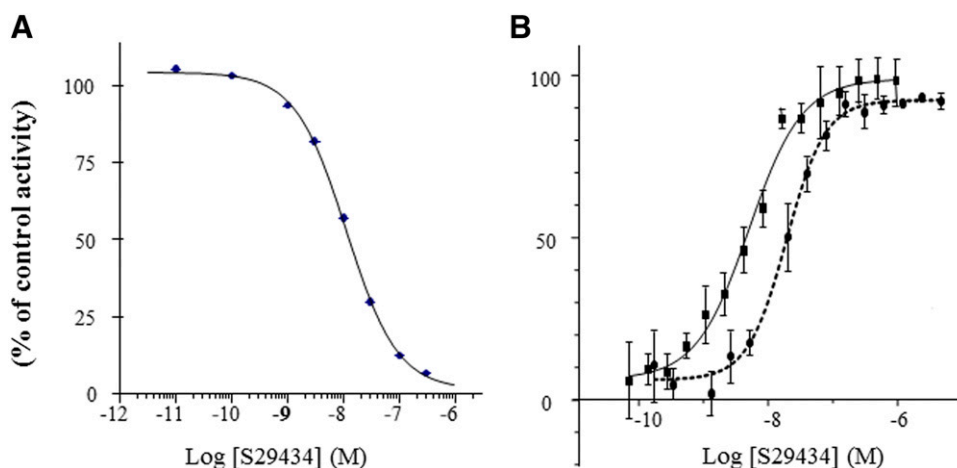 A
(% of control activity)
100
75
50
25
0
-12 -11 -10 -9 -8 -7 -6
Log [S29434] (M)
B
100
50
0
-10 -8 -6
Log [S29434] (M)